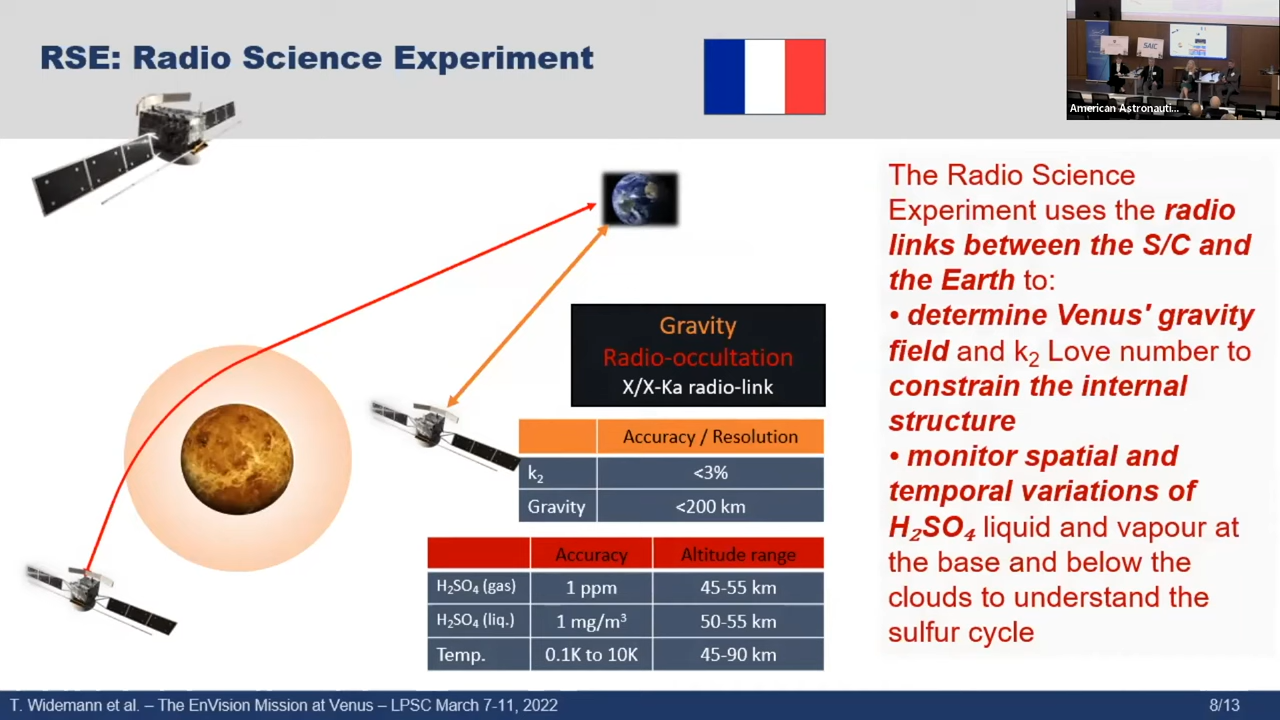 RSE: Radio Science Experiment
SAIC
American Astronauti...
Gravity
Radio-occultation
X/X-Ka radio-link
Accuracy / Resolution
k₂ <3%
Gravity <200 km
Accuracy Altitude range
H₂SO₄ (gas) 1 ppm 45-55 km
H₂SO₄ (liq.) 1 mg/m³ 50-55 km
Temp. 0.1K to 10K 45-90 km
The Radio Science
Experiment uses the radio
links between the S/C and
the Earth to:
• determine Venus' gravity
field and k₂ Love number to
constrain the internal
structure
• monitor spatial and
temporal variations of
H₂SO₄ liquid and vapour at
the base and below the
clouds to understand the
sulfur cycle
T. Widemann et al. – The EnVision Mission at Venus – LPSC March 7-11, 2022
8/13